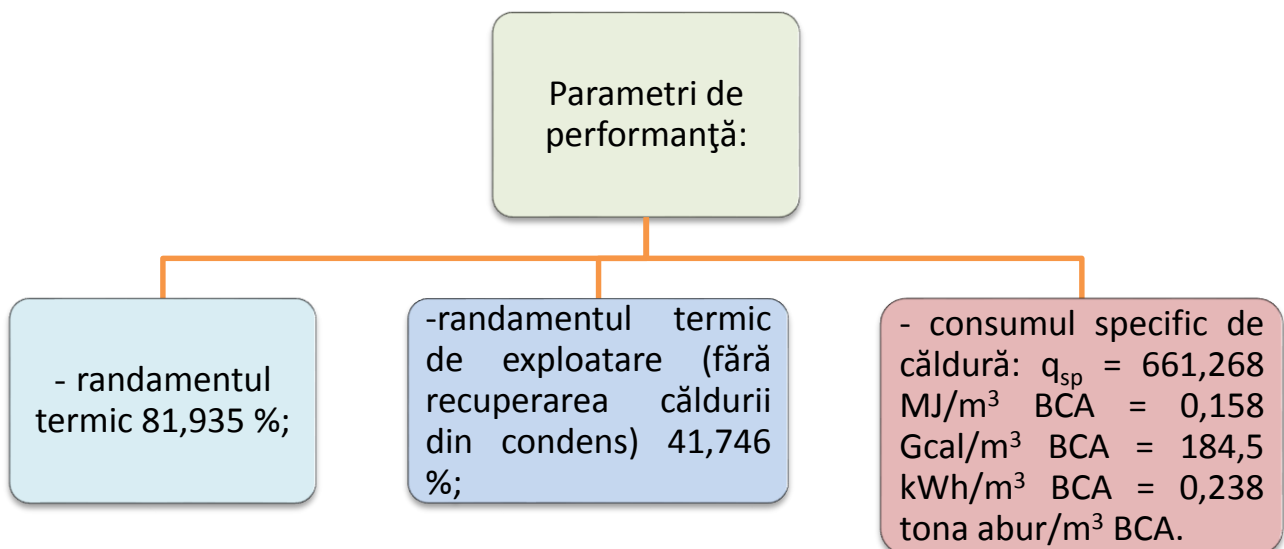 Parametri de
performanţă:
- randamentul
termic 81,935 %;
-randamentul termic
de exploatare (fără
recuperarea căldurii
din condens) 41,746
%;
- consumul specific de
căldură: qsp = 661,268
MJ/m³ BCA = 0,158
Gcal/m³ BCA = 184,5
kWh/m³ BCA = 0,238
tona abur/m³ BCA.